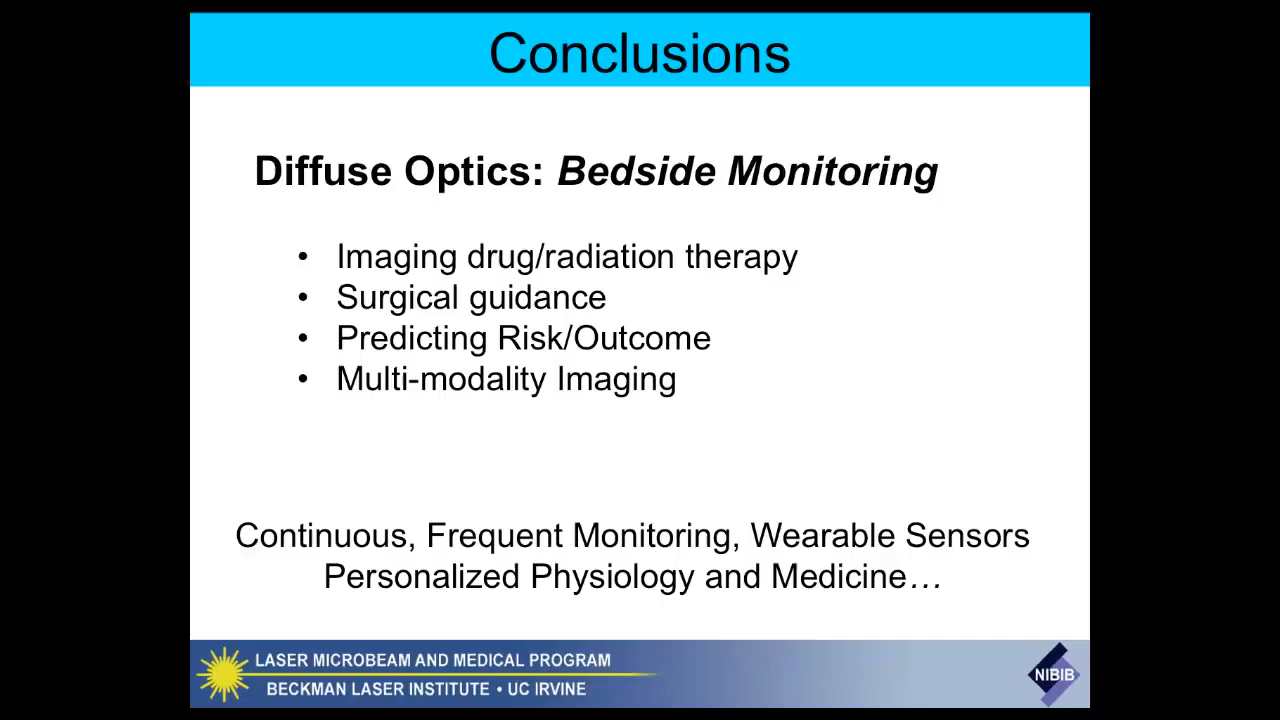 Conclusions
Diffuse Optics: Bedside Monitoring
• Imaging drug/radiation therapy
• Surgical guidance
• Predicting Risk/Outcome
• Multi-modality Imaging
Continuous, Frequent Monitoring, Wearable Sensors
Personalized Physiology and Medicine…
LASER MICROBEAM AND MEDICAL PROGRAM
BECKMAN LASER INSTITUTE • UC IRVINE
NIBIB